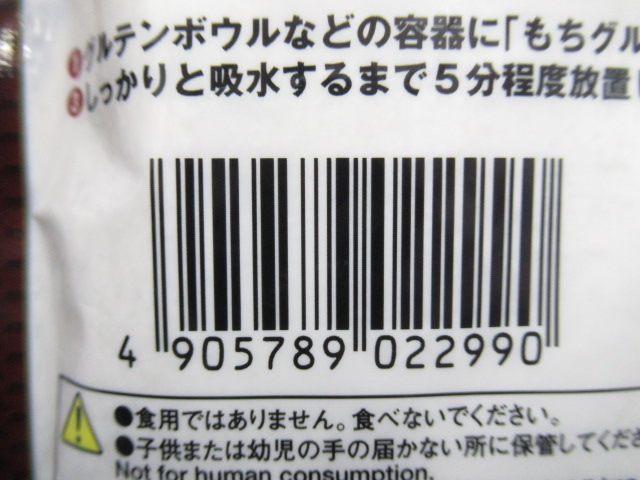 ①グルテンボウルなどの容器に「もちグル
しっかりと吸水するまで5分程度放置
4 905789 022990
●食用ではありません。食べないでください。
●子供または幼児の手の届かない所に保管してくださ
Not for human consumption.